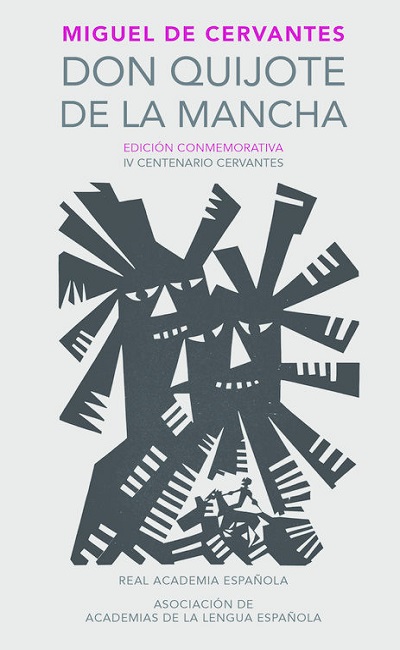 MIGUEL DE CERVANTES
DON QUIJOTE
DE LA MANCHA
EDICIÓN CONMEMORATIVA
IV CENTENARIO CERVANTES
REAL ACADEMIA ESPAÑOLA
ASOCIACIÓN DE
ACADEMIAS DE LA LENGUA ESPAÑOLA